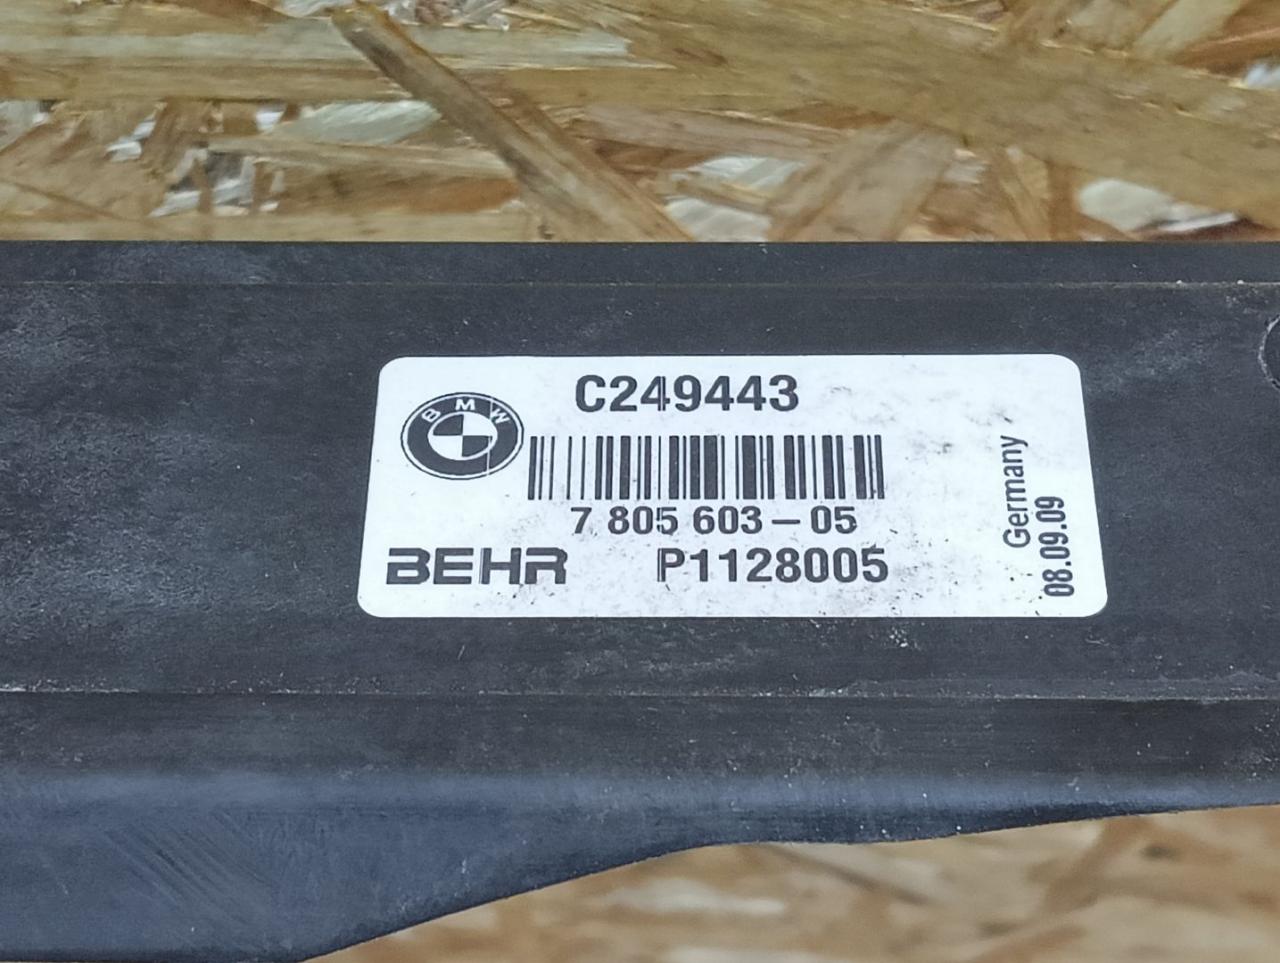 C249443
BMW
7 805 603-05
BEHR P1128005
Germany
08.09.09